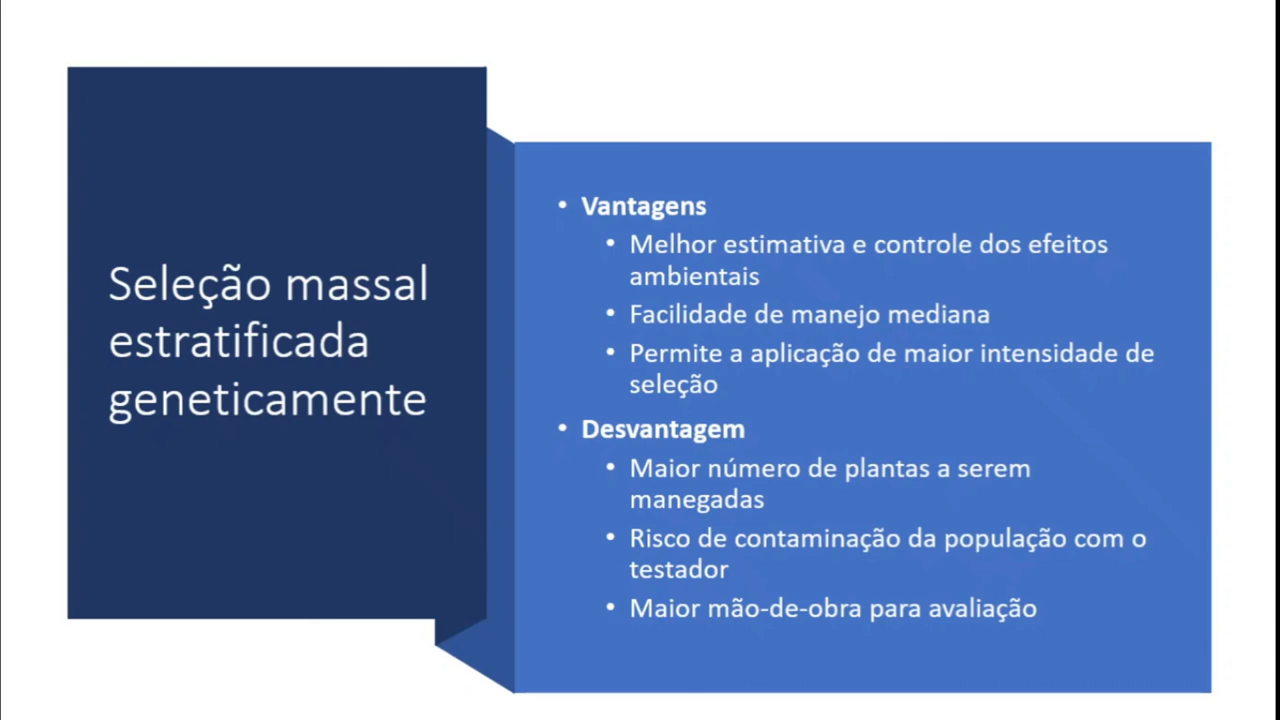 Seleção massal
estratificada
geneticamente
• Vantagens
• Melhor estimativa e controle dos efeitos
ambientais
• Facilidade de manejo mediana
• Permite a aplicação de maior intensidade de
seleção
• Desvantagem
• Maior número de plantas a serem
manegadas
• Risco de contaminação da população com o
testador
• Maior mão-de-obra para avaliação